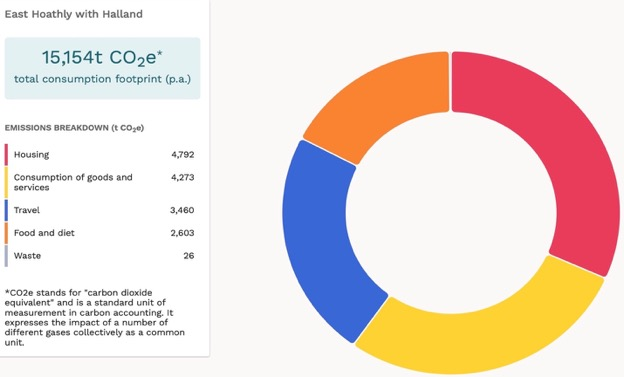 East Hoathly with Halland
15,154t CO₂e*
total consumption footprint (p.a.)
EMISSIONS BREAKDOWN (t CO₂e)
Housing 4,792
Consumption of goods and 4,273
services
Travel 3,460
Food and diet 2,603
Waste 26
*CO2e stands for "carbon dioxide
equivalent" and is a standard unit of
measurement in carbon accounting. It
expresses the impact of a number of
different gases collectively as a common
unit.